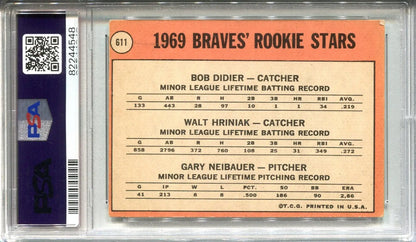 611
1969 BRAVES' ROOKIE STARS
BOB DIDIER — CATCHER
MINOR LEAGUE LIFETIME BATTING RECORD
G AB R H 2B 3B HR RBI AVG.
133 443 28 97 10 1 1 34 .219
WALT HRINIAK — CATCHER
MINOR LEAGUE LIFETIME BATTING RECORD
G AB R H 2B 3B HR RBI AVG.
858 2796 372 760 108 25 31 349 .272
GARY NEIBAUER — PITCHER
MINOR LEAGUE LIFETIME PITCHING RECORD
G IP W L PCT. SO BB ERA
41 213 8 8 .500 186 90 2.66
©T.C.G. PRINTED IN U.S.A.
82244548
PSA
PSA